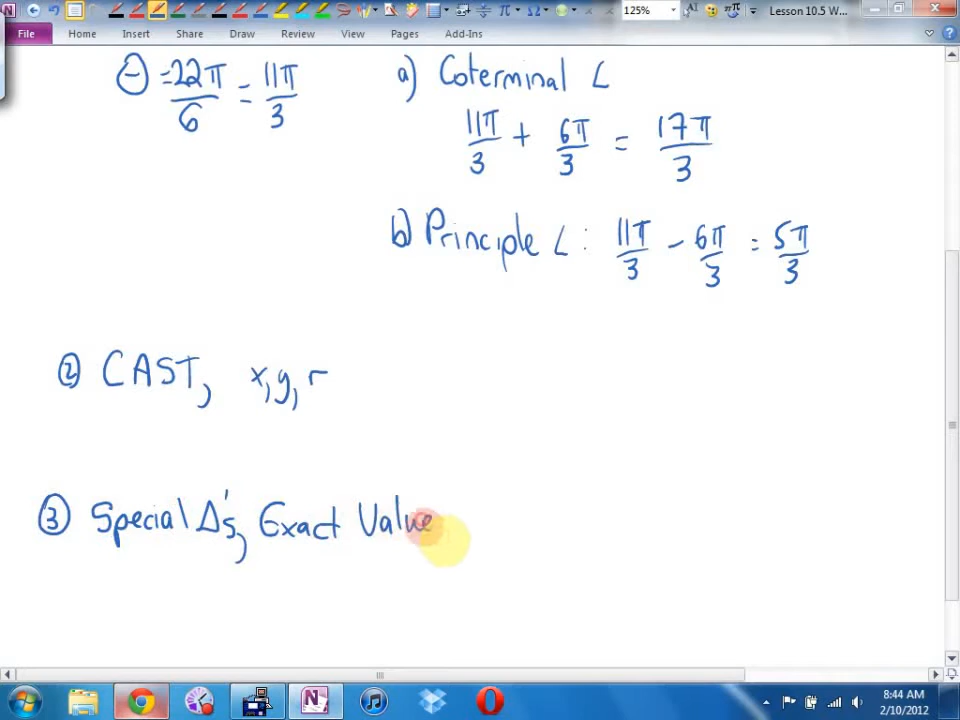 125%
Lesson 10.5 W...
File Home Insert Share Draw Review View Pages Add-Ins
Θ = 22π/6 = 11π/3
a) Coterminal ∠
11π/3 + 6π/3 = 17π/3
b) Principle ∠ : 11π/3 - 6π/3 = 5π/3
② CAST, x, y, r
③ Special Δ's, Exact Value
8:44 AM
2/10/2012